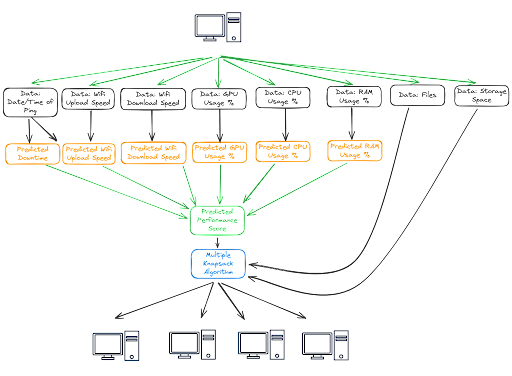 Data:
Date/Time of
Ping
Data: Wifi
Upload Speed
Data: Wifi
Download Speed
Data: GPU
Usage %
Data: CPU
Usage %
Data: RAM
Usage %
Data: Files
Data: Storage
Space
Predicted
Downtime
Predicted Wifi
Upload Speed
Predicted Wifi
Download Speed
Predicted GPU
Usage %
Predicted CPU
Usage %
Predicted RAM
Usage %
Predicted
Performance
Score
Multiple
Knapsack
Algorithm